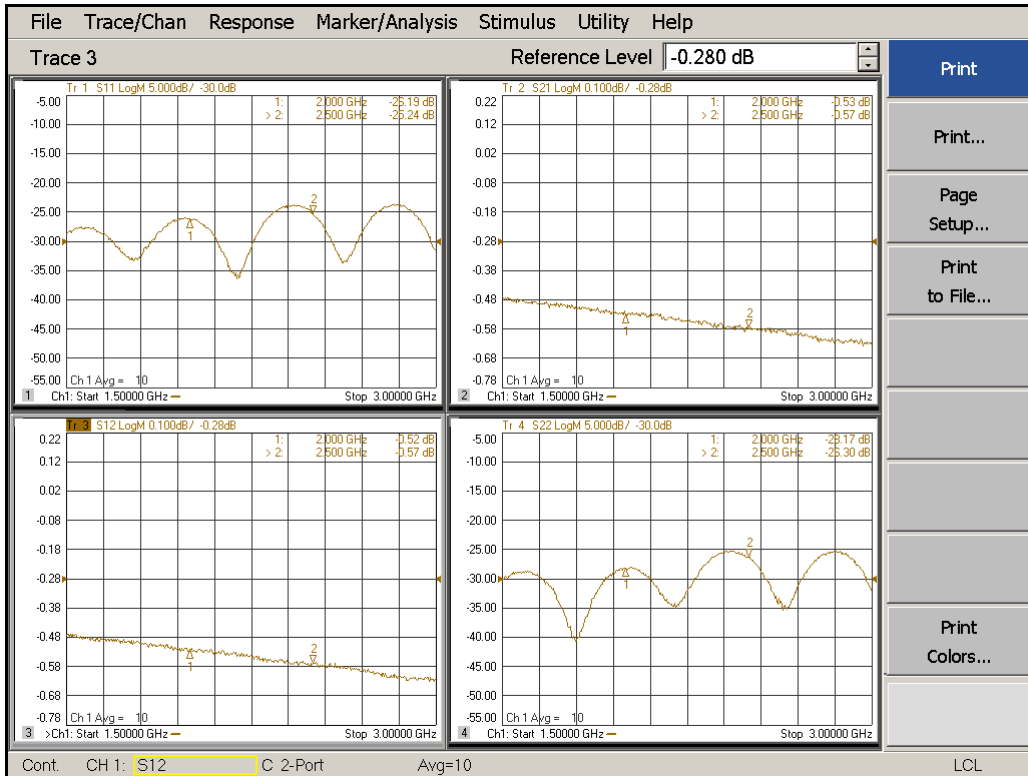 File Trace/Chan Response Marker/Analysis Stimulus Utility Help
Trace 3 Reference Level -0.280 dB
Print
Print...
Page
Setup...
Print
to File...
Print
Colors...
Tr 1 S11 LogM 5.000dB/ -30.0dB
1: 2.000 GHz -26.19 dB
> 2: 2.500 GHz -25.24 dB
-5.00
-10.00
-15.00
-20.00
-25.00
-30.00
-35.00
-40.00
-45.00
-50.00
-55.00
2
1
Ch 1 Avg = 10
1 Ch1: Start 1.50000 GHz Stop 3.00000 GHz
Tr 2 S21 LogM 0.100dB/ -0.28dB
1: 2.000 GHz -0.53 dB
> 2: 2.500 GHz -0.57 dB
0.22
0.12
0.02
-0.08
-0.18
-0.28
-0.38
-0.48
-0.58
-0.68
-0.78
2
1
Ch 1 Avg = 10
2 Ch1: Start 1.50000 GHz Stop 3.00000 GHz
Tr 3 S12 LogM 0.100dB/ -0.28dB
1: 2.000 GHz -0.52 dB
> 2: 2.500 GHz -0.57 dB
0.22
0.12
0.02
-0.08
-0.18
-0.28
-0.38
-0.48
-0.58
-0.68
-0.78
2
1
Ch 1 Avg = 10
3 >Ch1: Start 1.50000 GHz Stop 3.00000 GHz
Tr 4 S22 LogM 5.000dB/ -30.0dB
1: 2.000 GHz -28.17 dB
> 2: 2.500 GHz -26.30 dB
-5.00
-10.00
-15.00
-20.00
-25.00
-30.00
-35.00
-40.00
-45.00
-50.00
-55.00
2
1
Ch 1 Avg = 10
4 Ch1: Start 1.50000 GHz Stop 3.00000 GHz
Cont. CH 1: S12 C 2-Port Avg=10 LCL